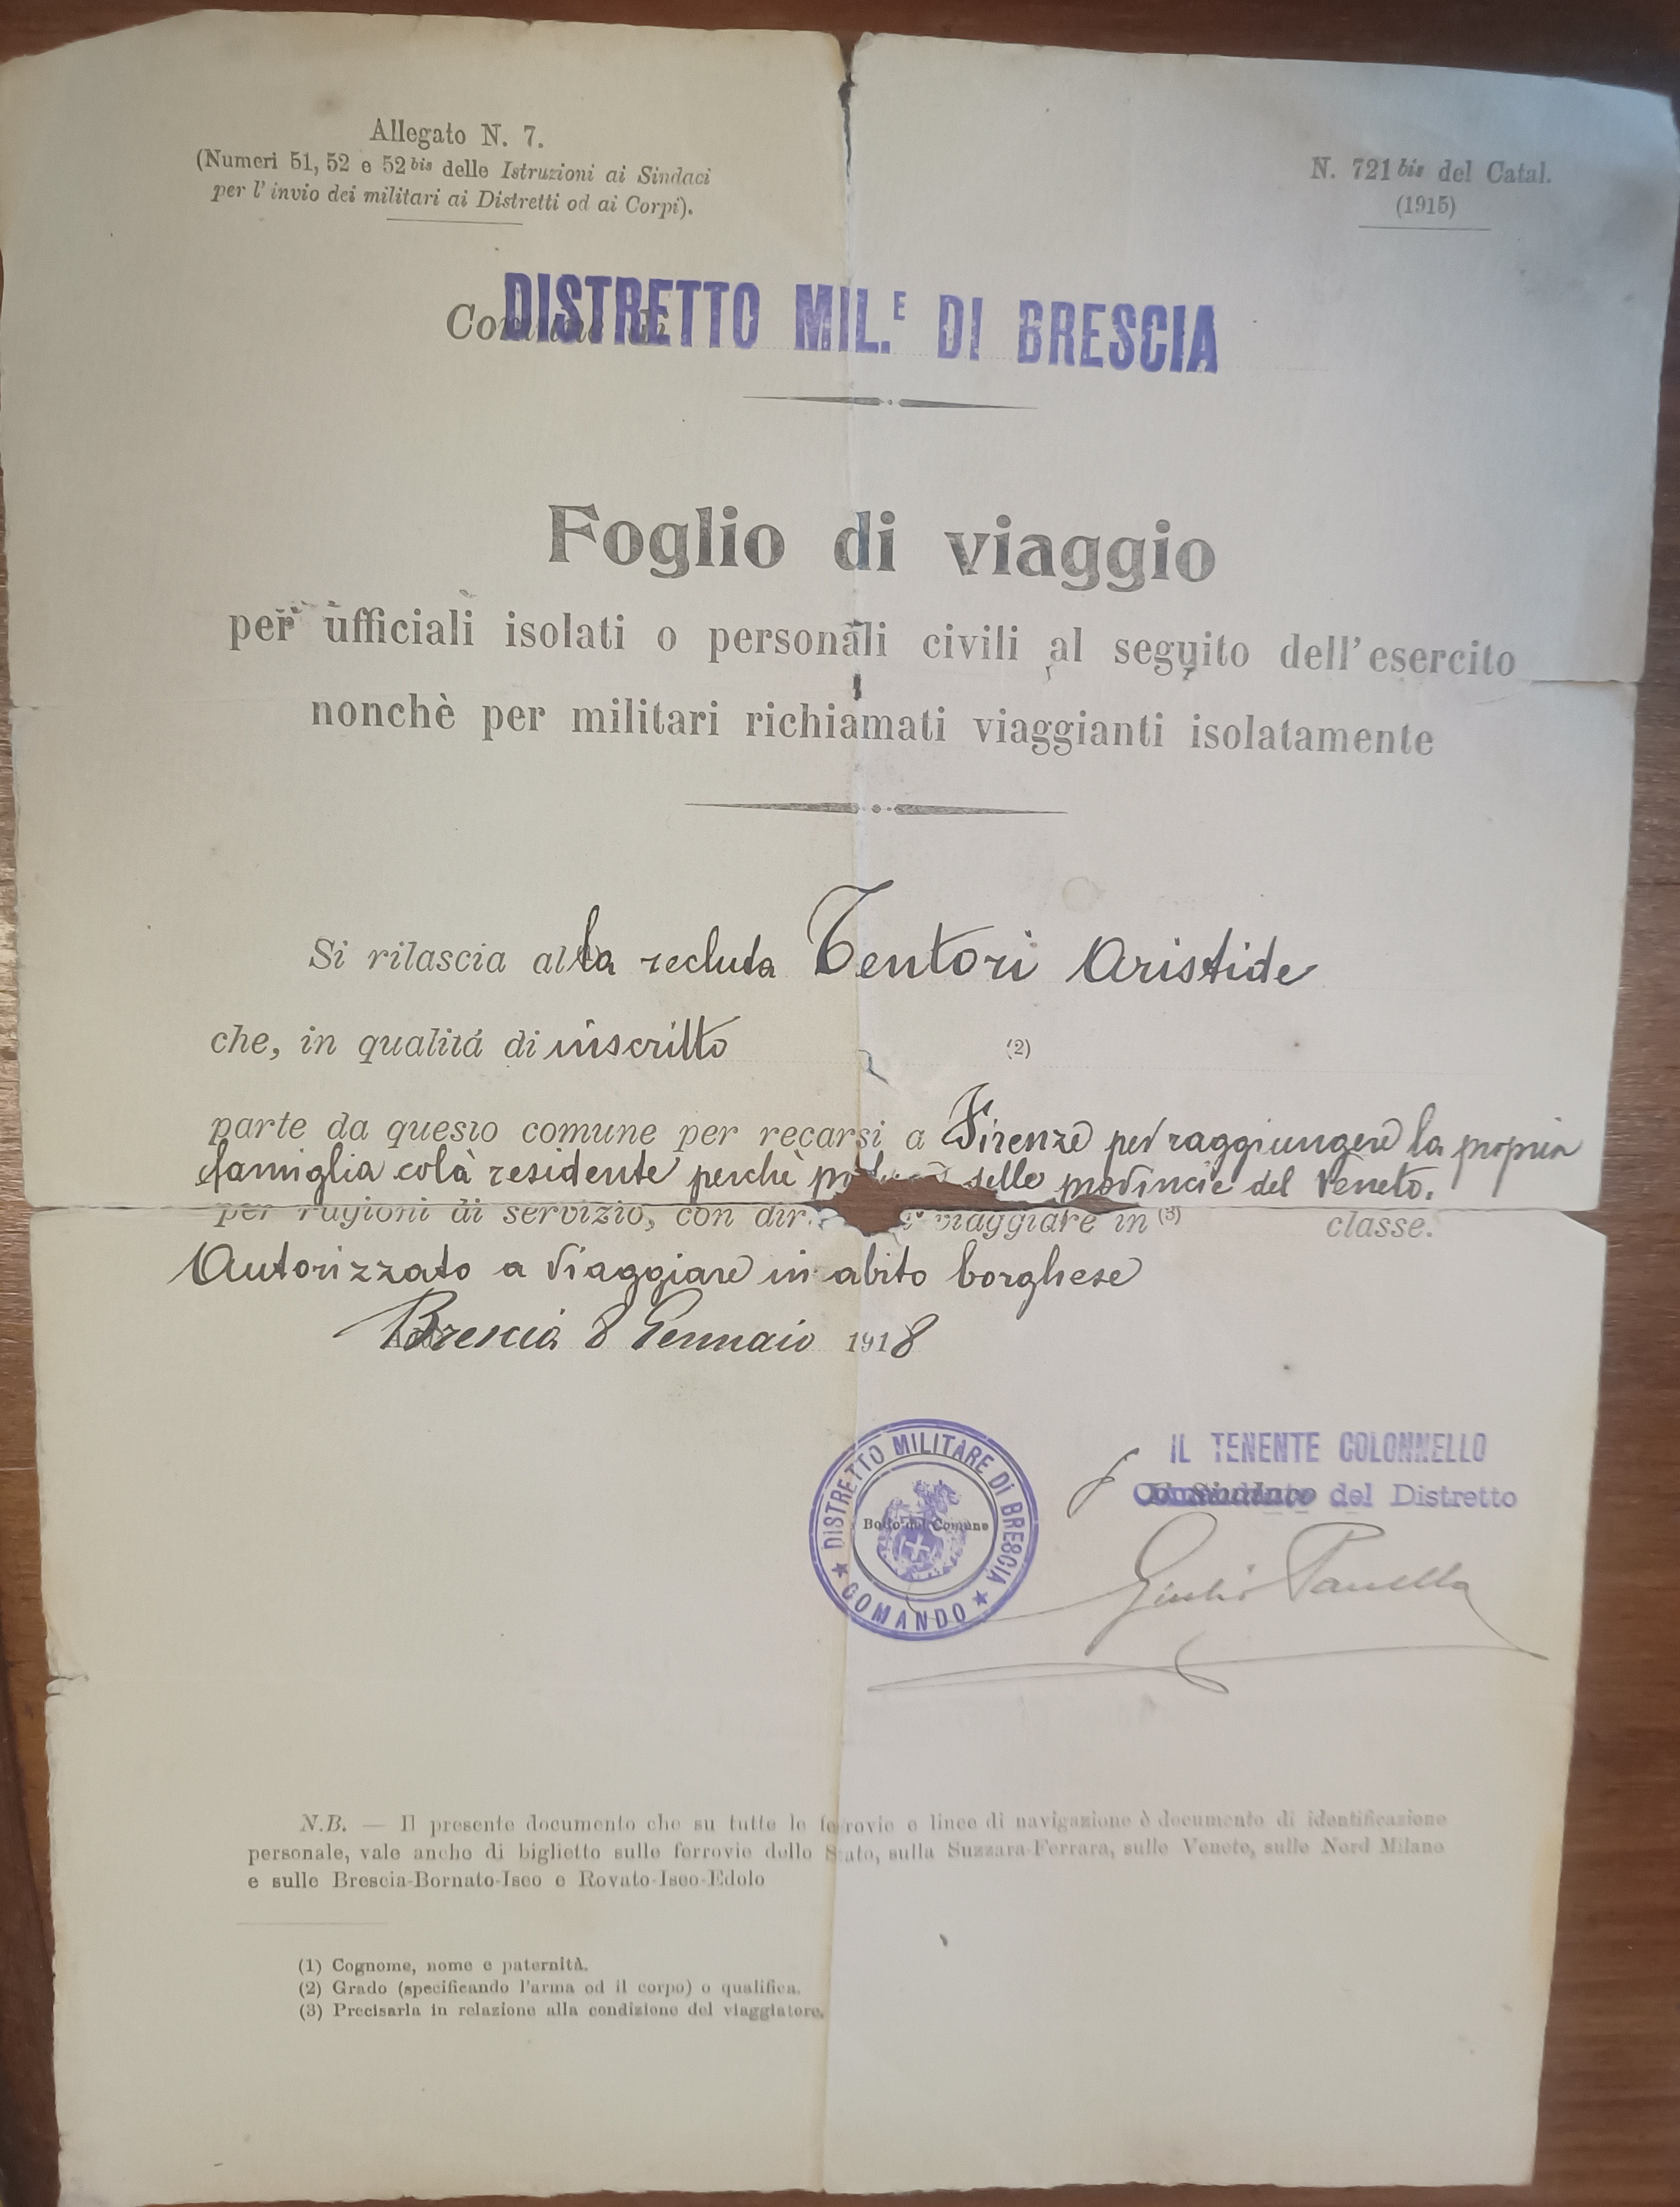 Allegato N. 7.
(Numeri 51, 52 e 52 bis delle Istruzioni ai Sindaci
per l'invio dei militari ai Distretti od ai Corpi).
N. 721 bis del Catal.
(1915)
Comune di
DISTRETTO MIL.E DI BRESCIA
Foglio di viaggio
per ufficiali isolati o personali civili al seguito dell'esercito
nonchè per militari richiamati viaggianti isolatamente
Si rilascia alla recluta Tentori Aristide
che, in qualità di inscritto (2)
parte da questo comune per recarsi a Firenze per raggiungere la propria
famiglia colà residente perchè delle provincie del Veneto.
per ragioni di servizio, con viaggiare in (3) classe.
Autorizzato a viaggiare in abito borghese
Brescia 8 Gennaio 1918
IL TENENTE COLONNELLO
del Distretto
DISTRETTO MILITARE DI BRESCIA
Bollo del Comune
★ COMANDO ★
Giulio Panella
N.B. — Il presente documento che su tutte le ferrovie e linee di navigazione è documento di identificazione
personale, vale anche di biglietto sulle ferrovie dello Stato, sulla Suzzara-Ferrara, sulle Venete, sulle Nord Milano
e sulle Brescia-Bornato-Iseo e Rovato-Iseo-Edolo
(1) Cognome, nome e paternità.
(2) Grado (specificando l'arma od il corpo) o qualifica.
(3) Precisarla in relazione alla condizione del viaggiatore.